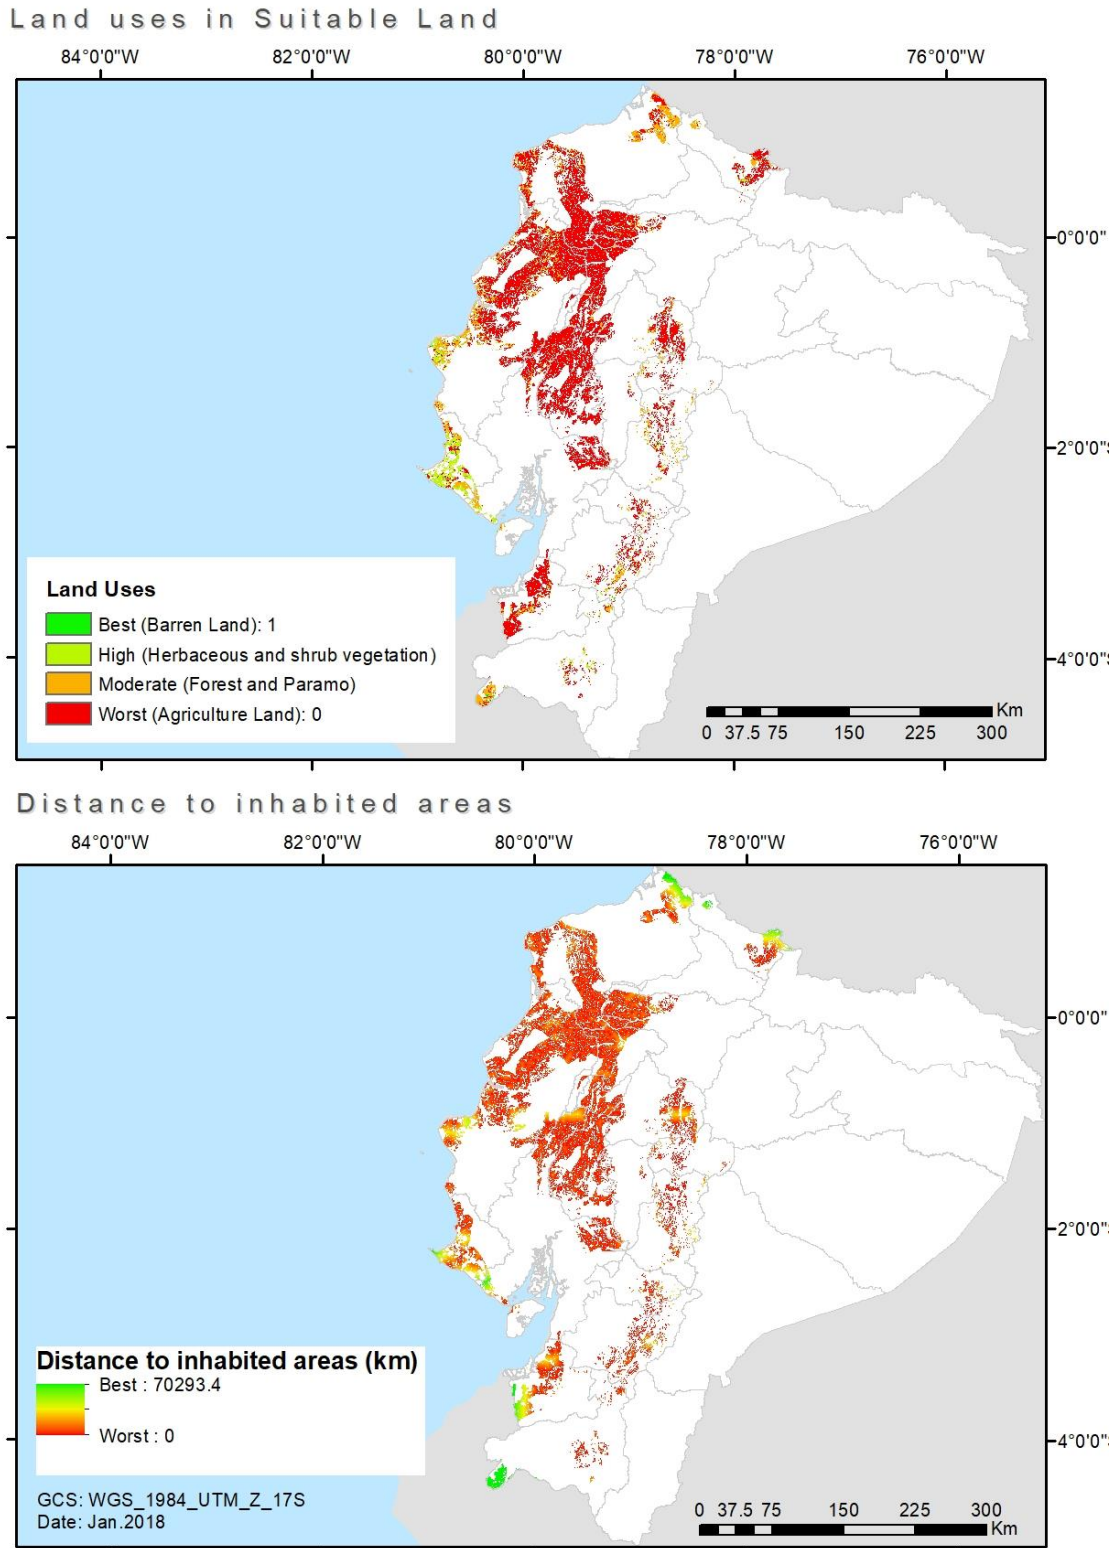 Land uses in Suitable Land
84°0'0"W 82°0'0"W 80°0'0"W 78°0'0"W 76°0'0"W
0°0'0"
2°0'0"S
4°0'0"S
Land Uses
Best (Barren Land): 1
High (Herbaceous and shrub vegetation)
Moderate (Forest and Paramo)
Worst (Agriculture Land): 0
Km
0 37.5 75 150 225 300
Distance to inhabited areas
84°0'0"W 82°0'0"W 80°0'0"W 78°0'0"W 76°0'0"W
0°0'0"
2°0'0"S
4°0'0"S
Distance to inhabited areas (km)
Best : 70293.4
Worst : 0
GCS: WGS_1984_UTM_Z_17S
Date: Jan.2018
0 37.5 75 150 225 300
Km